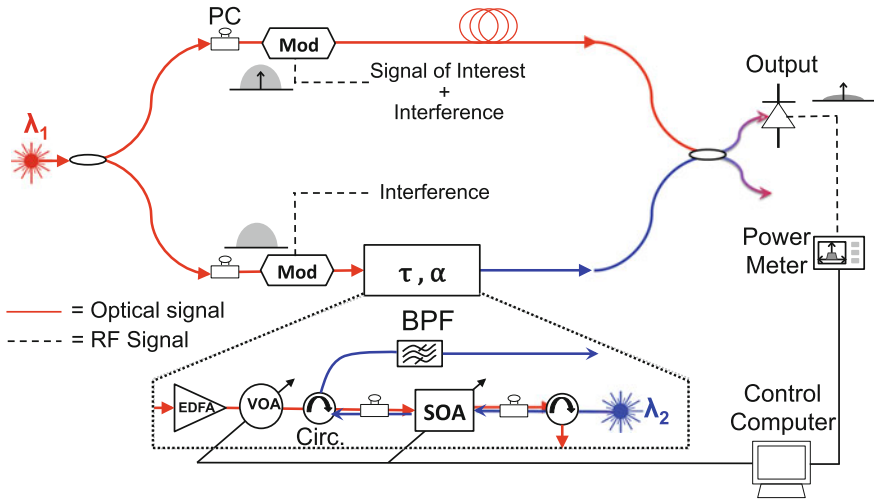 PC
Mod
Signal of Interest
+
Interference
Output
λ1
Interference
Mod
τ , α
Power
Meter
= Optical signal
= RF Signal
BPF
EDFA
VOA
Circ.
SOA
λ2
Control
Computer